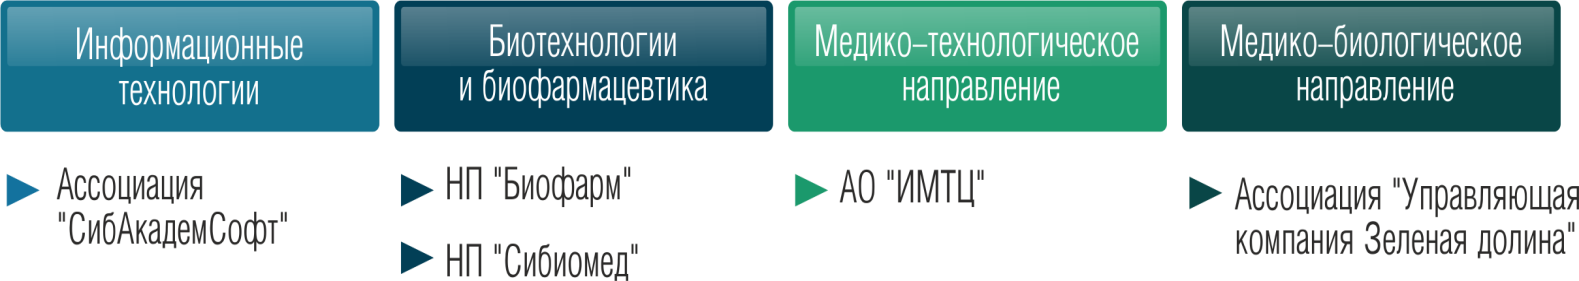 Информационные
технологии
Биотехнологии
и биофармацевтика
Медико–технологическое
направление
Медико–биологическое
направление
Ассоциация
"СибАкадемСофт"
НП "Биофарм"
НП "Сибиомед"
АО "ИМТЦ"
Ассоциация "Управляющая
компания Зеленая долина"